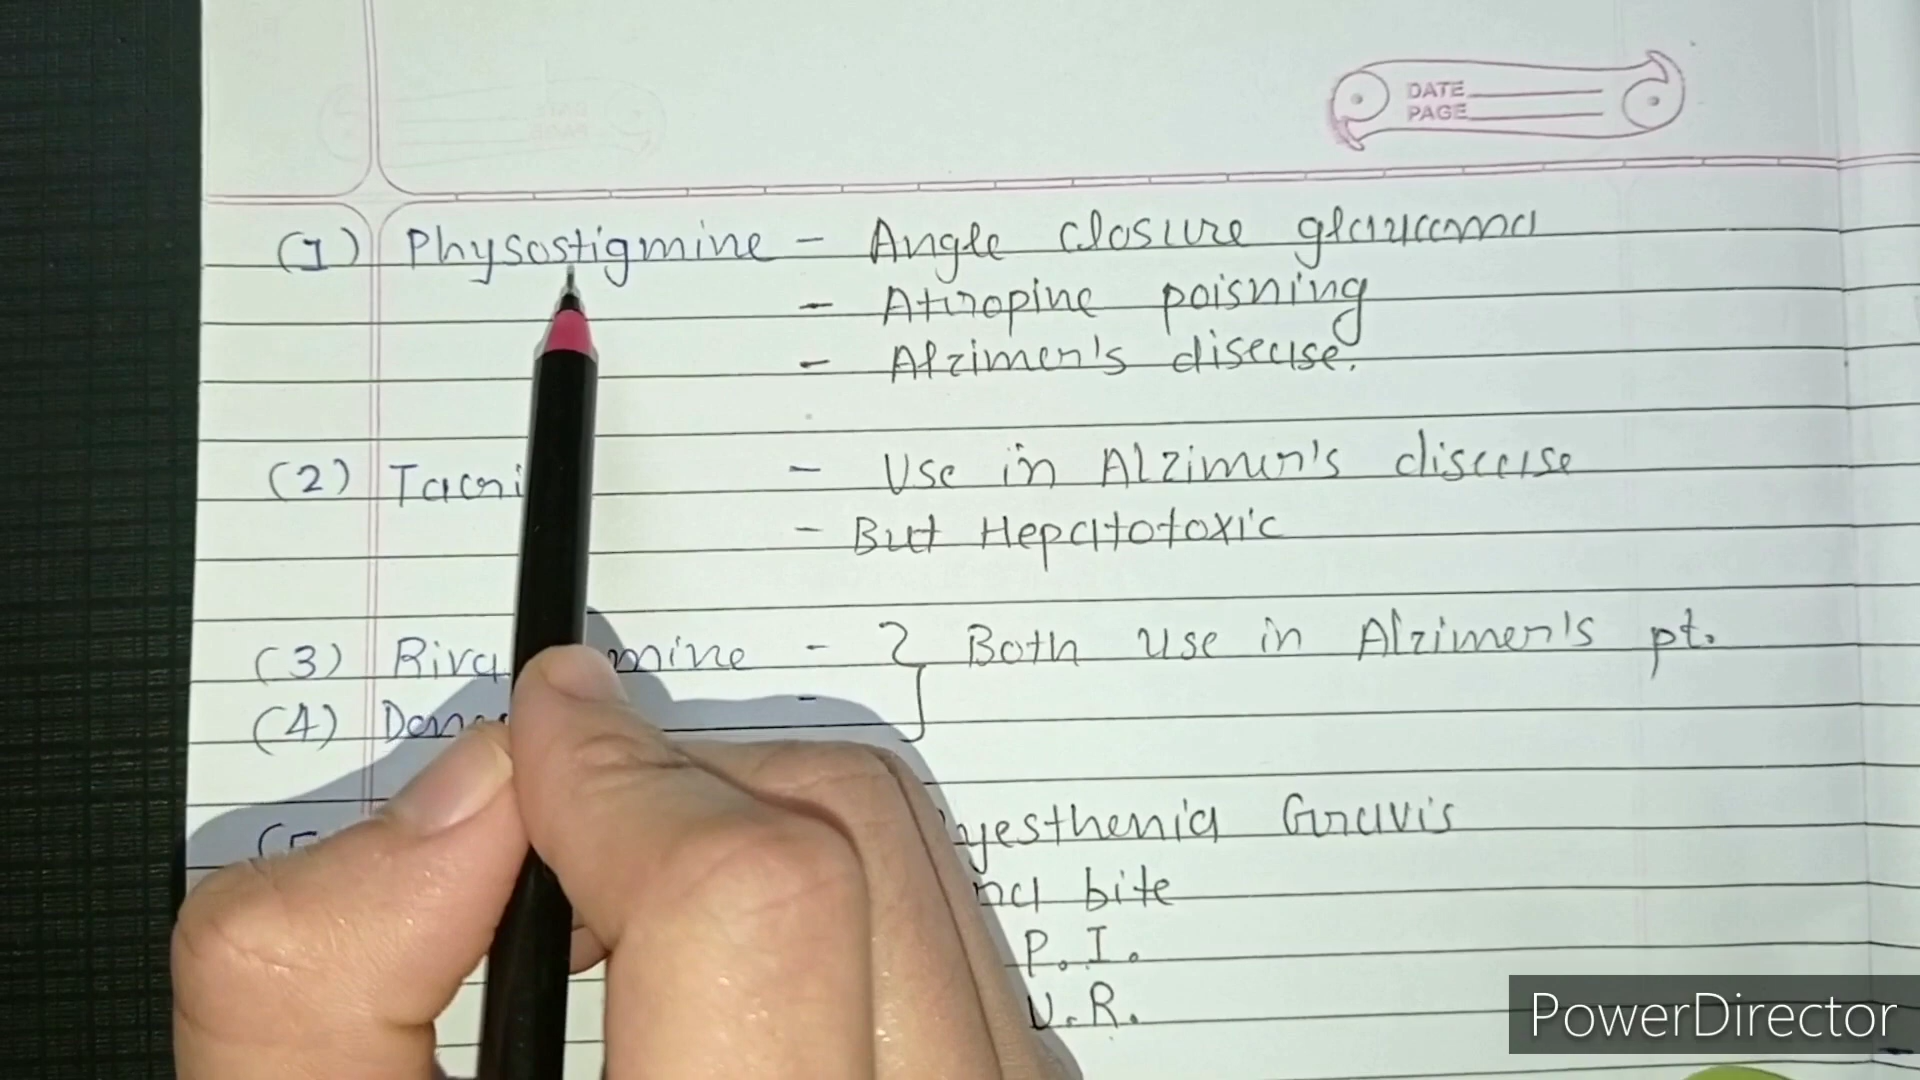 DATE
PAGE
(1) Physostigmine - Angle closure glaucoma
- Atropine poisning
- Alzimer's disease.
(2) Tacri - Use in Alzimer's disease
- But Hepatotoxic
(3) Riva mine - } Both use in Alzimer's pt.
(4) Don -
(5 yesthenia Gravis
bite
P.I.
U.R.
PowerDirector